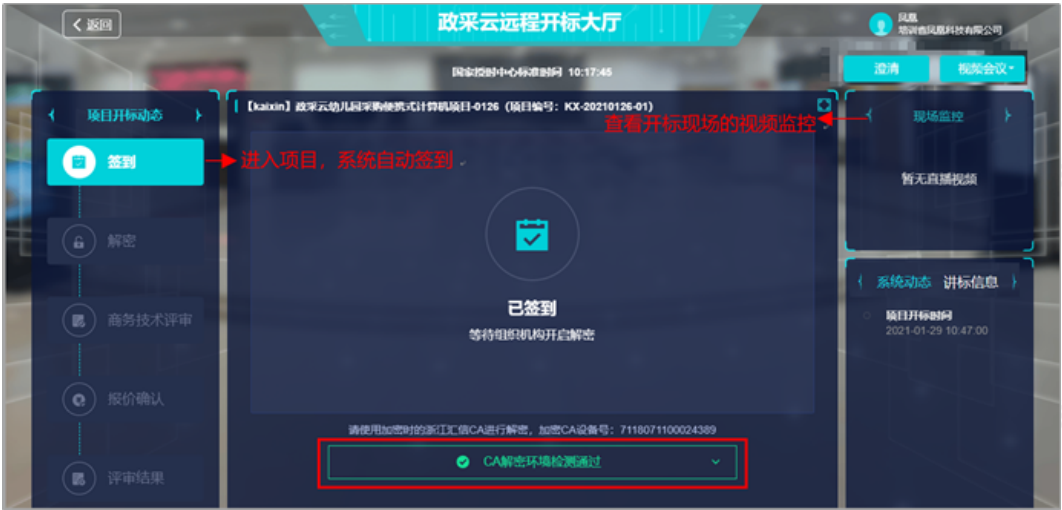 返回
政采云远程开标大厅
凤凰
培训省凤凰科技有限公司
国家授时中心标准时间 10:17:45
澄清
视频会议
项目开标动态
【kaixin】政采云幼儿园采购便携式计算机项目-0126（项目编号：KX-20210126-01）
查看开标现场的视频监控
现场监控
签到
进入项目，系统自动签到
暂无直播视频
解密
系统动态 讲标信息
已签到
项目开标时间
商务技术评审
2021-01-29 10:47:00
等待组织机构开启解密
报价确认
请使用加密时的浙江汇信CA进行解密，加密CA设备号：7118071100024389
CA解密环境检测通过
评审结果